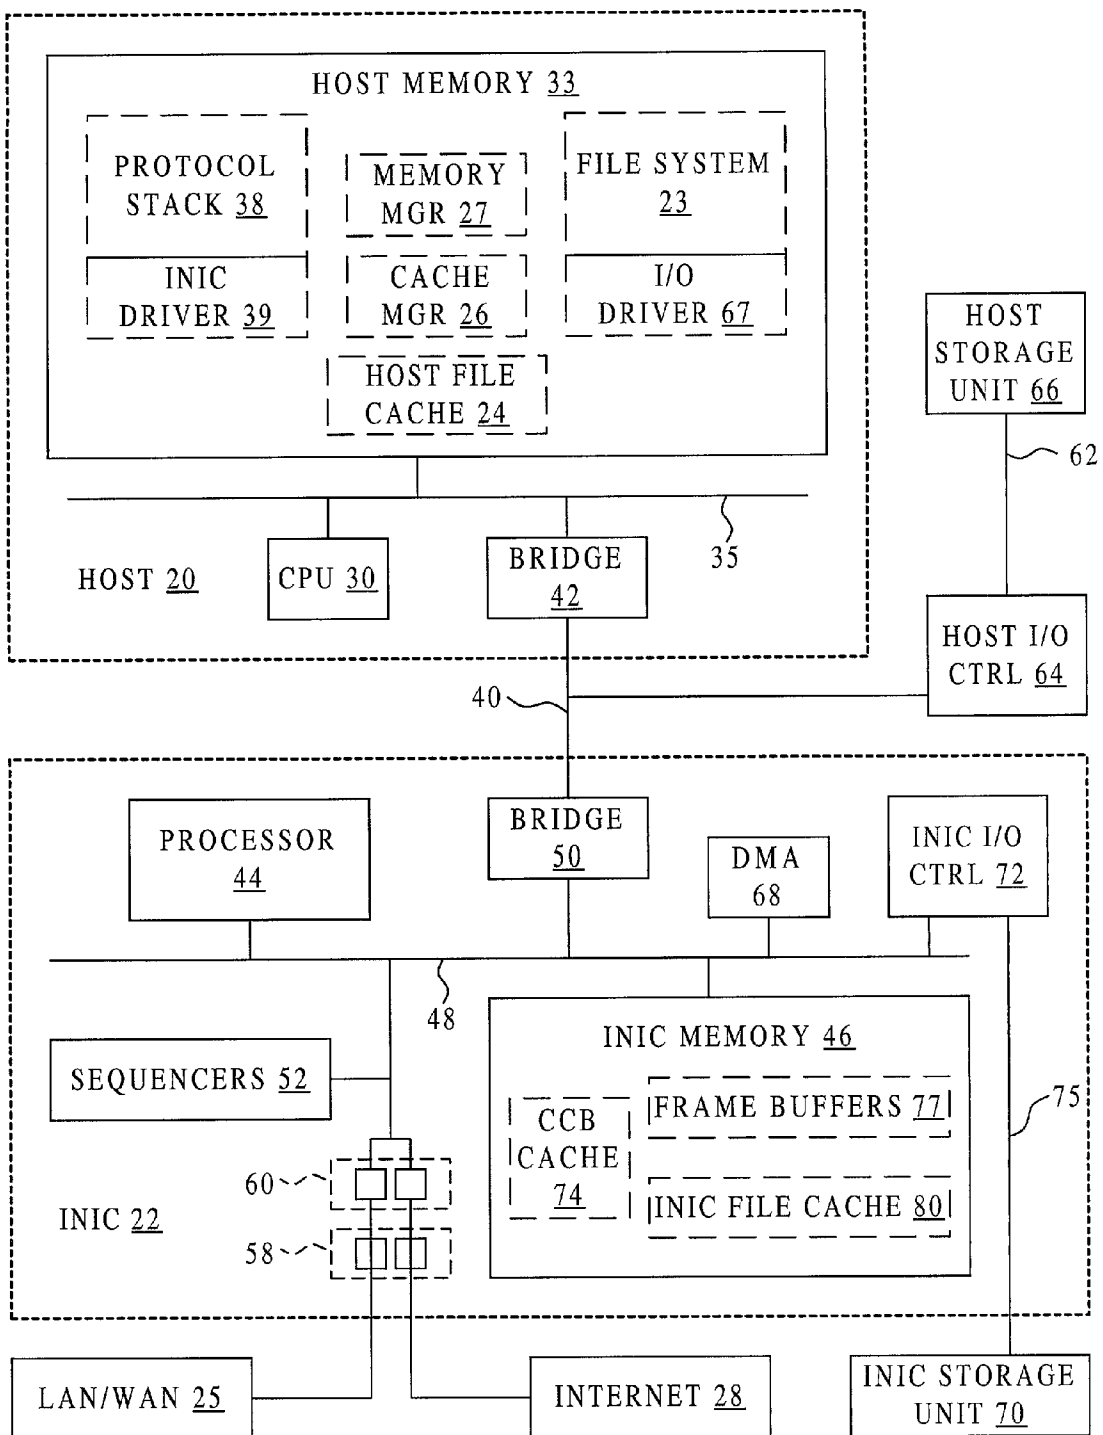 HOST MEMORY 33
PROTOCOL
STACK 38
MEMORY
MGR 27
FILE SYSTEM
23
INIC
DRIVER 39
CACHE
MGR 26
I/O
DRIVER 67
HOST FILE
CACHE 24
HOST
STORAGE
UNIT 66
62
35
HOST 20
CPU 30
BRIDGE
42
HOST I/O
CTRL 64
40
PROCESSOR
44
BRIDGE
50
DMA
68
INIC I/O
CTRL 72
48
INIC MEMORY 46
SEQUENCERS 52
CCB
CACHE
74
FRAME BUFFERS 77
INIC FILE CACHE 80
75
60
INIC 22
58
LAN/WAN 25
INTERNET 28
INIC STORAGE
UNIT 70